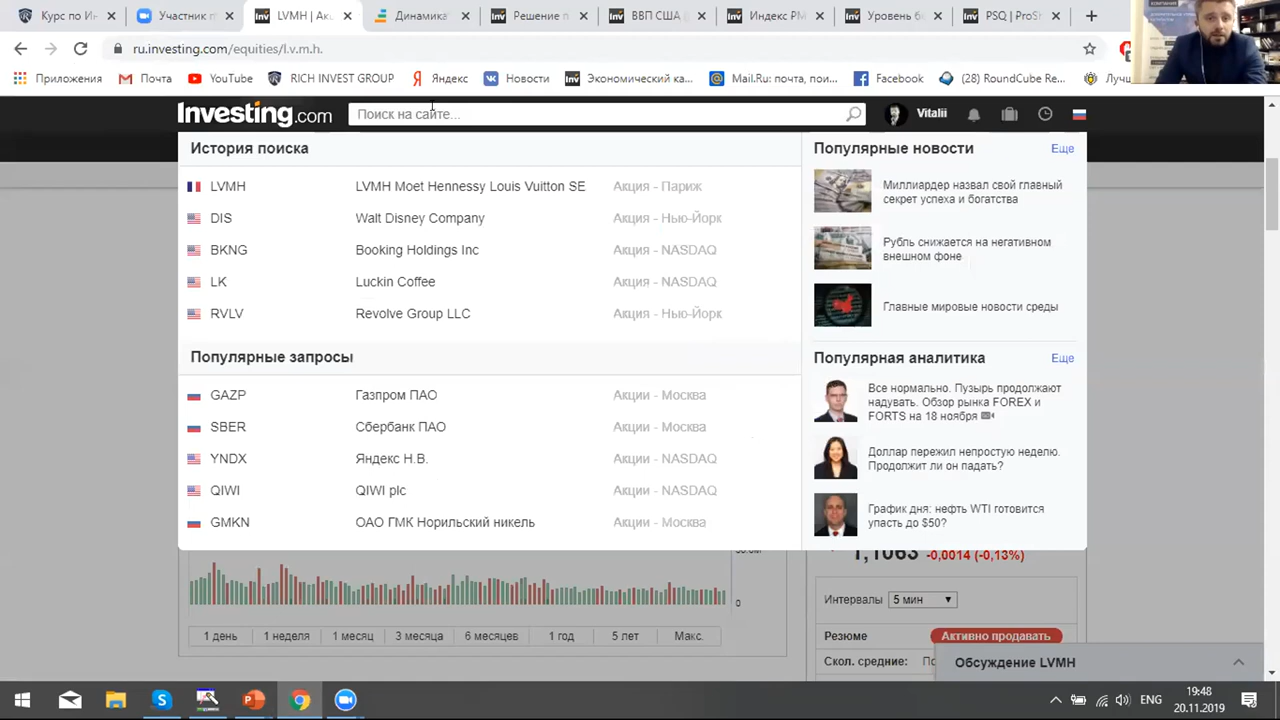 Курс по Ин
Участник п
LVMH | Акц
Динамика
Решение
ВВП США
Индекс PM
Уровен
PSQ | ProSh
ru.investing.com/equities/l.v.m.h.
Приложения
Почта
YouTube
RICH INVEST GROUP
Яндекс
Новости
Экономический ка...
Mail.Ru: почта, пои...
Facebook
(28) RoundCube Re...
Лучш
Investing.com
Поиск на сайте...
Vitalii
История поиска
LVMH LVMH Moet Hennessy Louis Vuitton SE Акция - Париж
DIS Walt Disney Company Акция - Нью-Йорк
BKNG Booking Holdings Inc Акция - NASDAQ
LK Luckin Coffee Акция - NASDAQ
RVLV Revolve Group LLC Акция - Нью-Йорк
Популярные запросы
GAZP Газпром ПАО Акции - Москва
SBER Сбербанк ПАО Акции - Москва
YNDX Яндекс Н.В. Акции - NASDAQ
QIWI QIWI plc Акции - NASDAQ
GMKN ОАО ГМК Норильский никель Акции - Москва
Популярные новости Еще
Миллиардер назвал свой главный
секрет успеха и богатства
Рубль снижается на негативном
внешном фоне
Главные мировые новости среды
Популярная аналитика Еще
Все нормально. Пузырь продолжают
надувать. Обзор рынка FOREX и
FORTS на 18 ноября
Доллар пережил непростую неделю.
Продолжит ли он падать?
График дня: нефть WTI готовится
упасть до $50?
1,1063 -0,0014 (-0,13%)
0
1 день 1 неделя 1 месяц 3 месяца 6 месяцев 1 год 5 лет Макс.
Интервалы 5 мин
Резюме Активно продавать
Скол. средние:
Обсуждение LVMH
ENG
19:48
20.11.2019